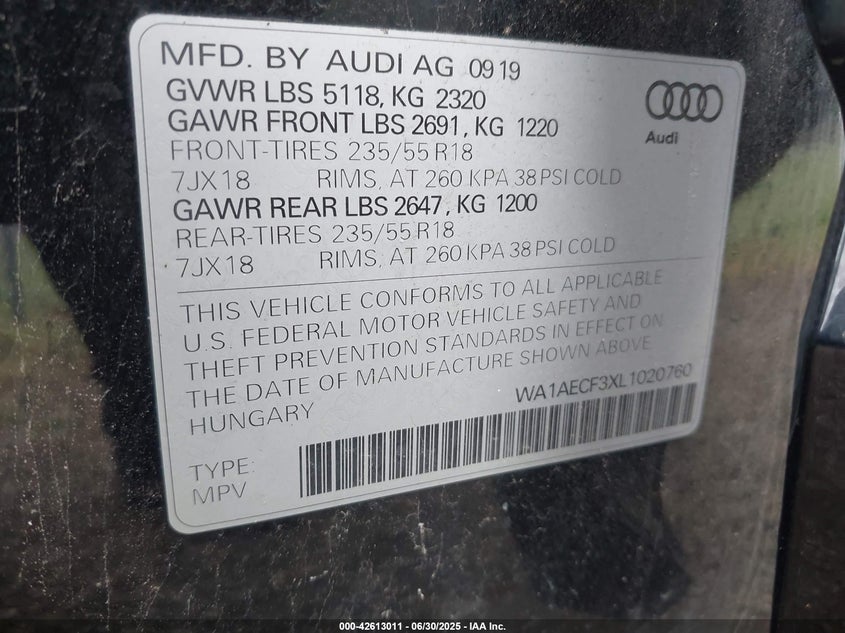 MFD. BY AUDI AG 0919
GVWR LBS 5118, KG 2320
GAWR FRONT LBS 2691, KG 1220
FRONT-TIRES 235/55 R18
7JX18 RIMS, AT 260 KPA 38 PSI COLD
GAWR REAR LBS 2647, KG 1200
REAR-TIRES 235/55 R18
7JX18 RIMS, AT 260 KPA 38 PSI COLD
Audi
THIS VEHICLE CONFORMS TO ALL APPLICABLE
U.S. FEDERAL MOTOR VEHICLE SAFETY AND
THEFT PREVENTION STANDARDS IN EFFECT ON
THE DATE OF MANUFACTURE SHOWN ABOVE
HUNGARY
WA1AECF3XL1020760
TYPE:
MPV
000-42613011 - 06/30/2025 - IAA Inc.